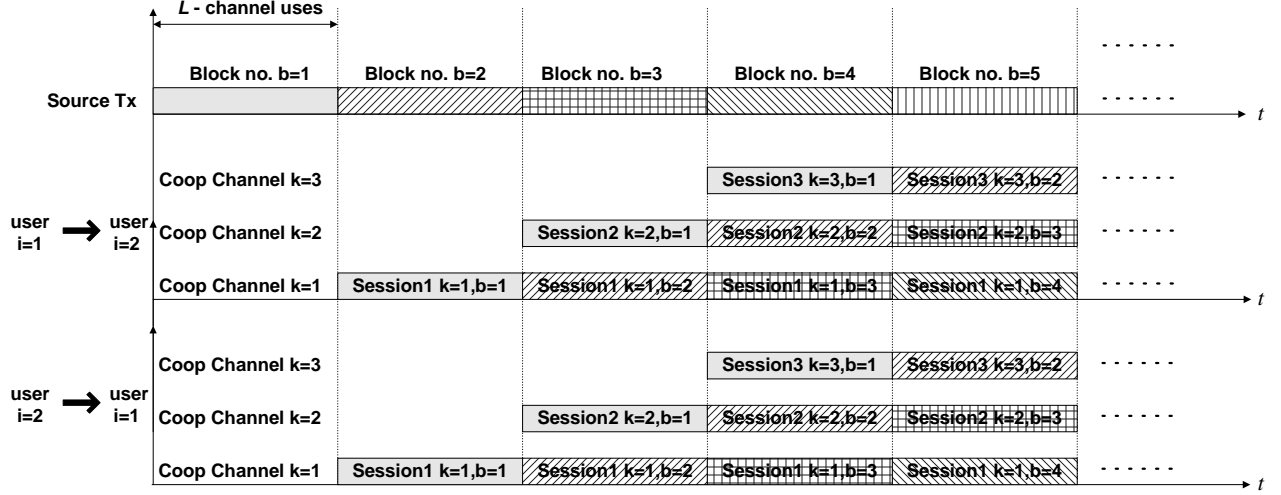 L - channel uses
Block no. b=1 Block no. b=2 Block no. b=3 Block no. b=4 Block no. b=5 - - - - - -
Source Tx - - - - - -
t
Coop Channel k=3 Session3 k=3,b=1 Session3 k=3,b=2 - - - - - -
user i=1 user i=2
Coop Channel k=2 Session2 k=2,b=1 Session2 k=2,b=2 Session2 k=2,b=3 - - - - - -
Coop Channel k=1 Session1 k=1,b=1 Session1 k=1,b=2 Session1 k=1,b=3 Session1 k=1,b=4 - - - - - -
t
Coop Channel k=3 Session3 k=3,b=1 Session3 k=3,b=2 - - - - - -
user i=2 user i=1
Coop Channel k=2 Session2 k=2,b=1 Session2 k=2,b=2 Session2 k=2,b=3 - - - - - -
Coop Channel k=1 Session1 k=1,b=1 Session1 k=1,b=2 Session1 k=1,b=3 Session1 k=1,b=4 - - - - - -
t